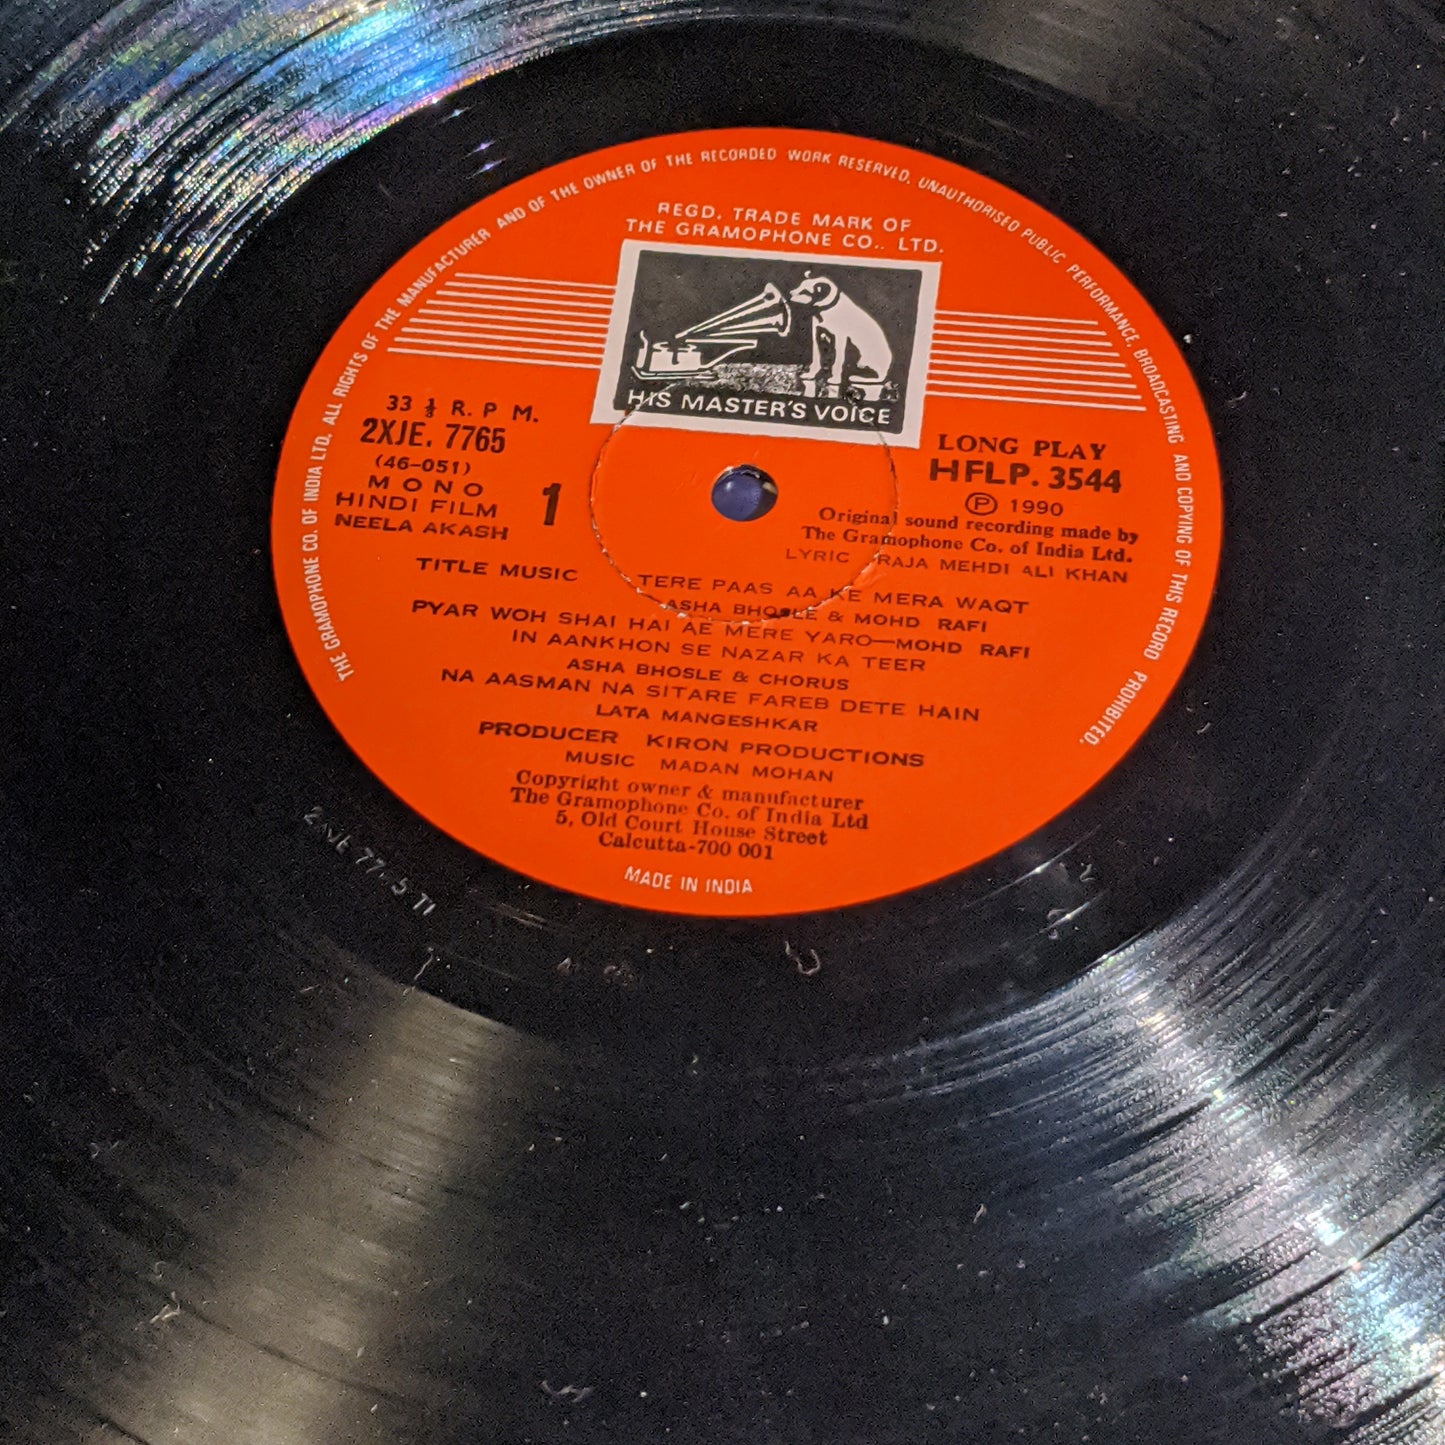 THE GRAMOPHONE CO. OF INDIA LTD. ALL RIGHTS OF THE MANUFACTURER AND OF THE OWNER OF THE RECORDED WORK RESERVED. UNAUTHORISED PUBLIC PERFORMANCE, BROADCASTING AND COPYING OF THIS RECORD PROHIBITED.
REGD. TRADE MARK OF
THE GRAMOPHONE CO., LTD.
HIS MASTER'S VOICE
33 ⅓ R. P. M.
2XJE. 7765
(46-051)
MONO
HINDI FILM
NEELA AKASH
1
LONG PLAY
HFLP. 3544
Ⓟ 1990
Original sound recording made by
The Gramophone Co. of India Ltd.
LYRIC RAJA MEHDI ALI KHAN
TITLE MUSIC TERE PAAS AA KE MERA WAQT
ASHA BHOSLE & MOHD RAFI
PYAR WOH SHAI HAI AE MERE YARO—MOHD RAFI
IN AANKHON SE NAZAR KA TEER
ASHA BHOSLE & CHORUS
NA AASMAN NA SITARE FAREB DETE HAIN
LATA MANGESHKAR
PRODUCER KIRON PRODUCTIONS
MUSIC MADAN MOHAN
Copyright owner & manufacturer
The Gramophone Co. of India Ltd
5, Old Court House Street
Calcutta-700 001
MADE IN INDIA